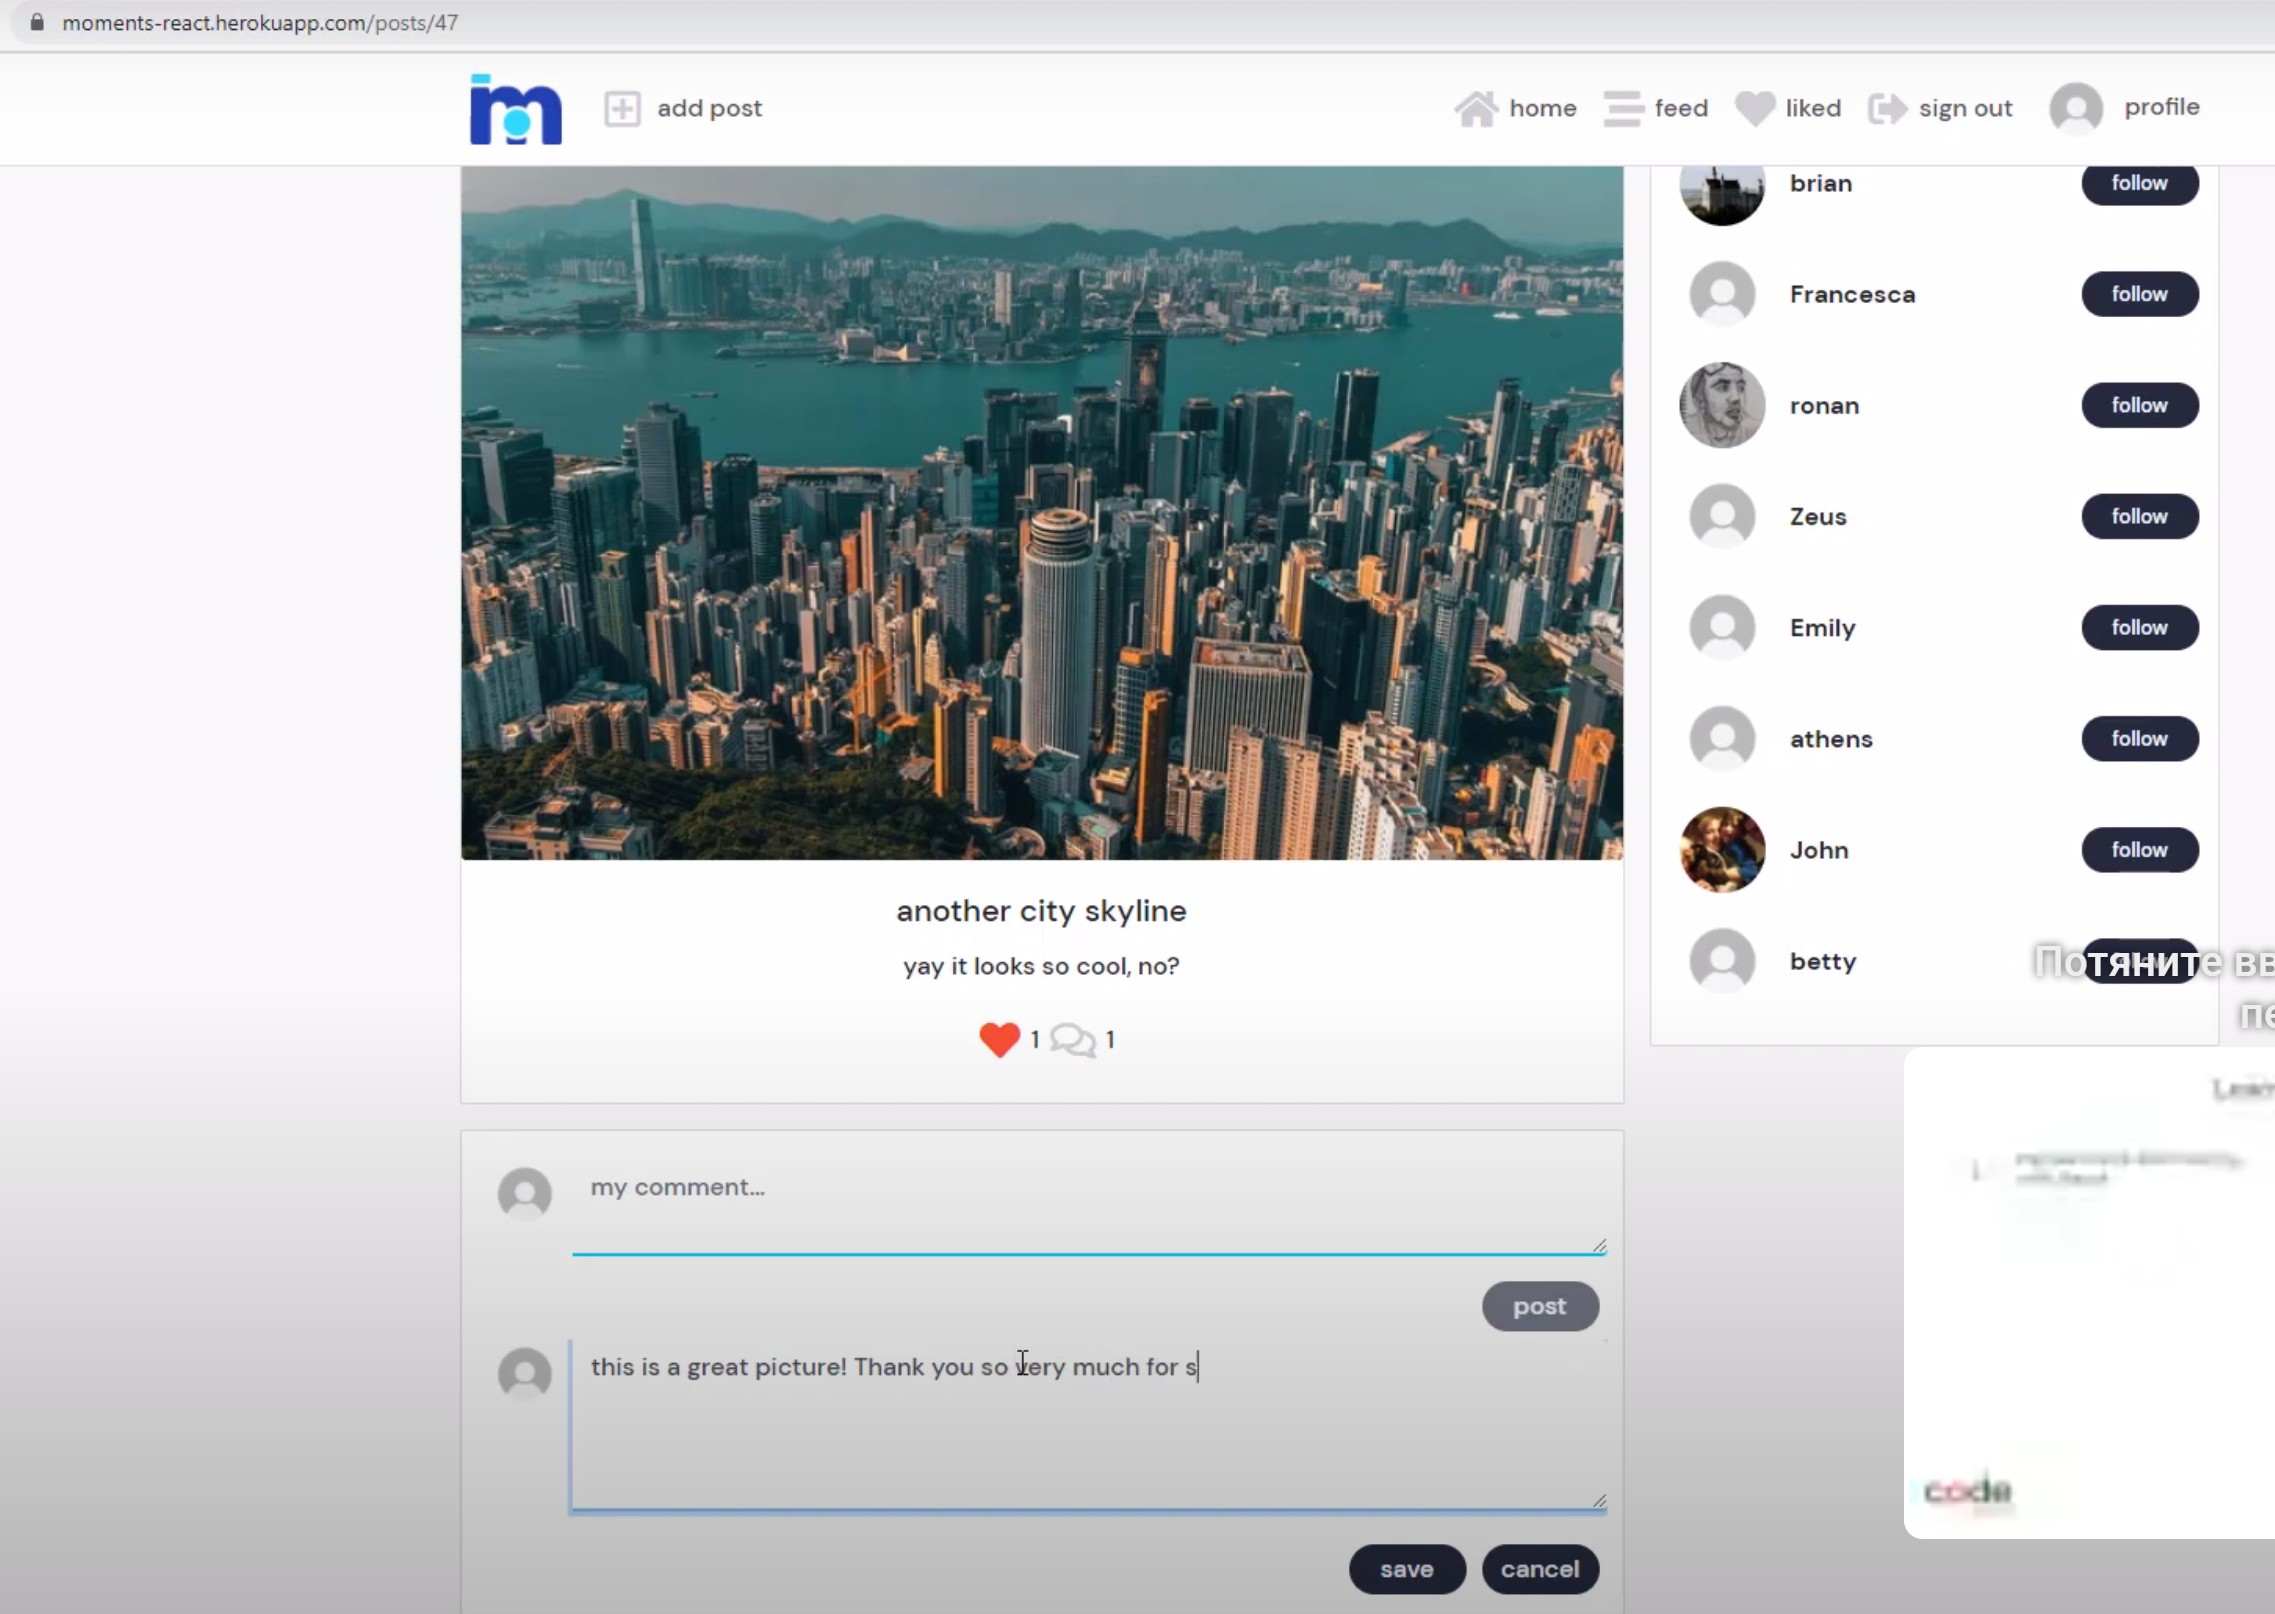 moments-react.herokuapp.com/posts/47
add post
home
feed
liked
sign out
profile
brian
follow
Francesca
follow
ronan
follow
Zeus
follow
Emily
follow
athens
follow
John
follow
betty
Потяните вв
пе
another city skyline
yay it looks so cool, no?
1
1
my comment...
post
this is a great picture! Thank you so very much for s
save
cancel
code